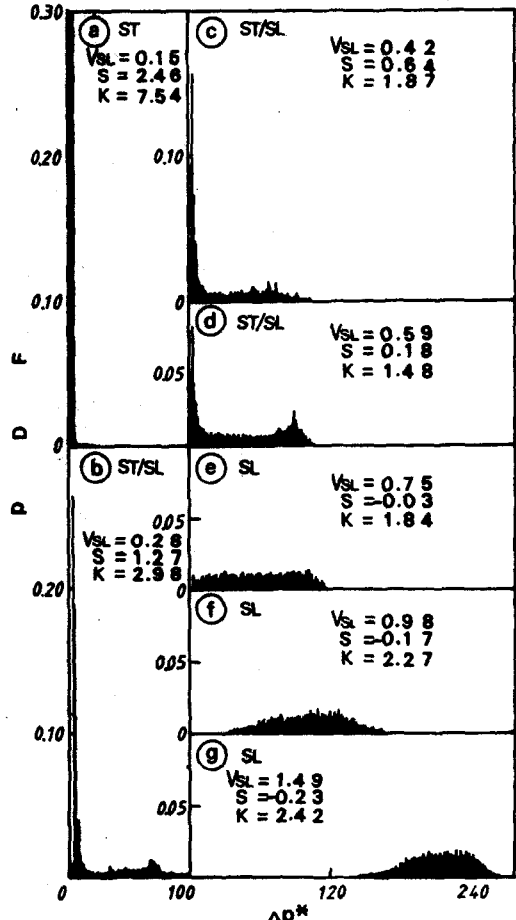 0.30
0.20
0.10
0
0.20
0.10
0
100
P D F
a ST
VSL = 0.15
S = 2.46
K = 7.54
b ST/SL
VSL = 0.28
S = 1.27
K = 2.98
c ST/SL
VSL = 0.42
S = 0.64
K = 1.87
0.10
0
d ST/SL
VSL = 0.59
S = 0.18
K = 1.48
0.05
e SL
VSL = 0.75
S = -0.03
K = 1.84
0.05
0
f SL
VSL = 0.98
S = -0.17
K = 2.27
0.05
0
g SL
VSL = 1.49
S = -0.23
K = 2.42
0.05
120
240
Δp*